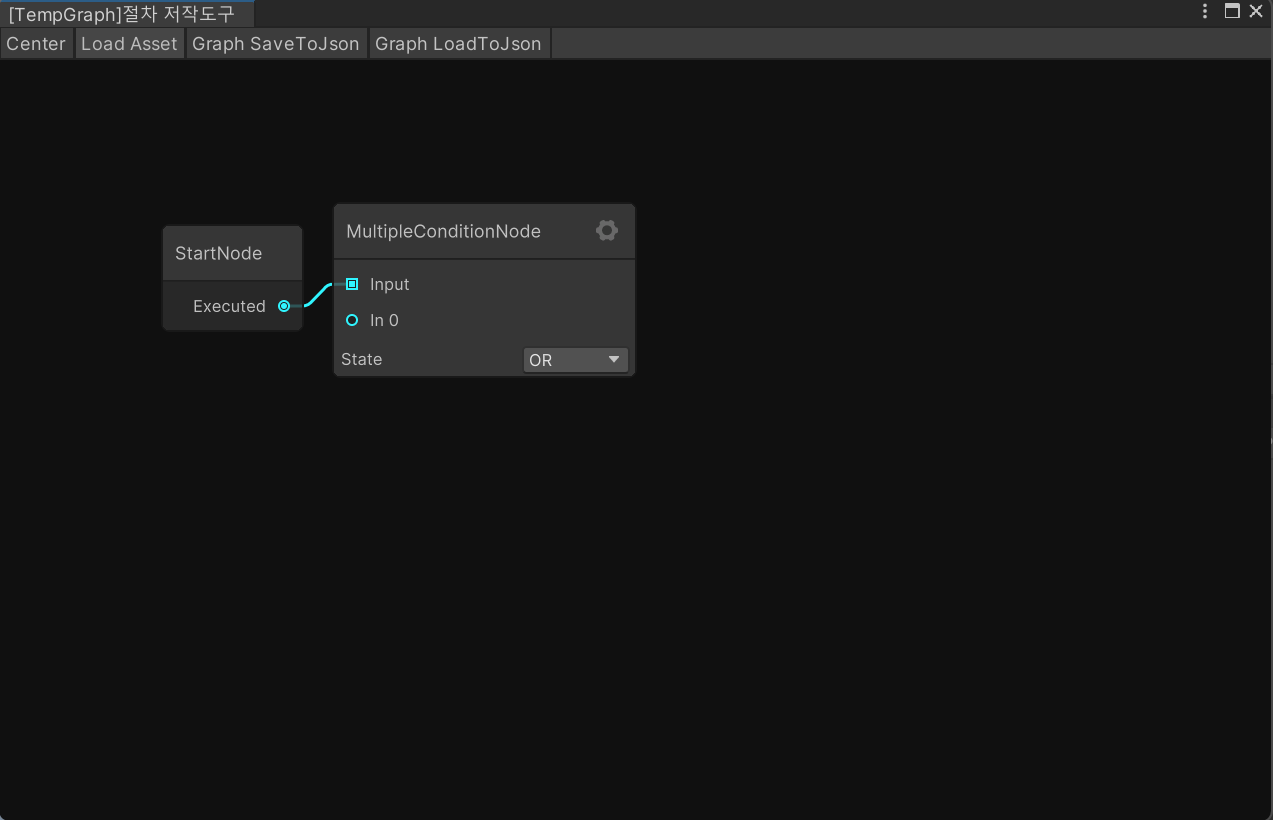 [TempGraph]절차 저작도구
Center Load Asset Graph SaveToJson Graph LoadToJson
StartNode
Executed
MultipleConditionNode
Input
In 0
State OR